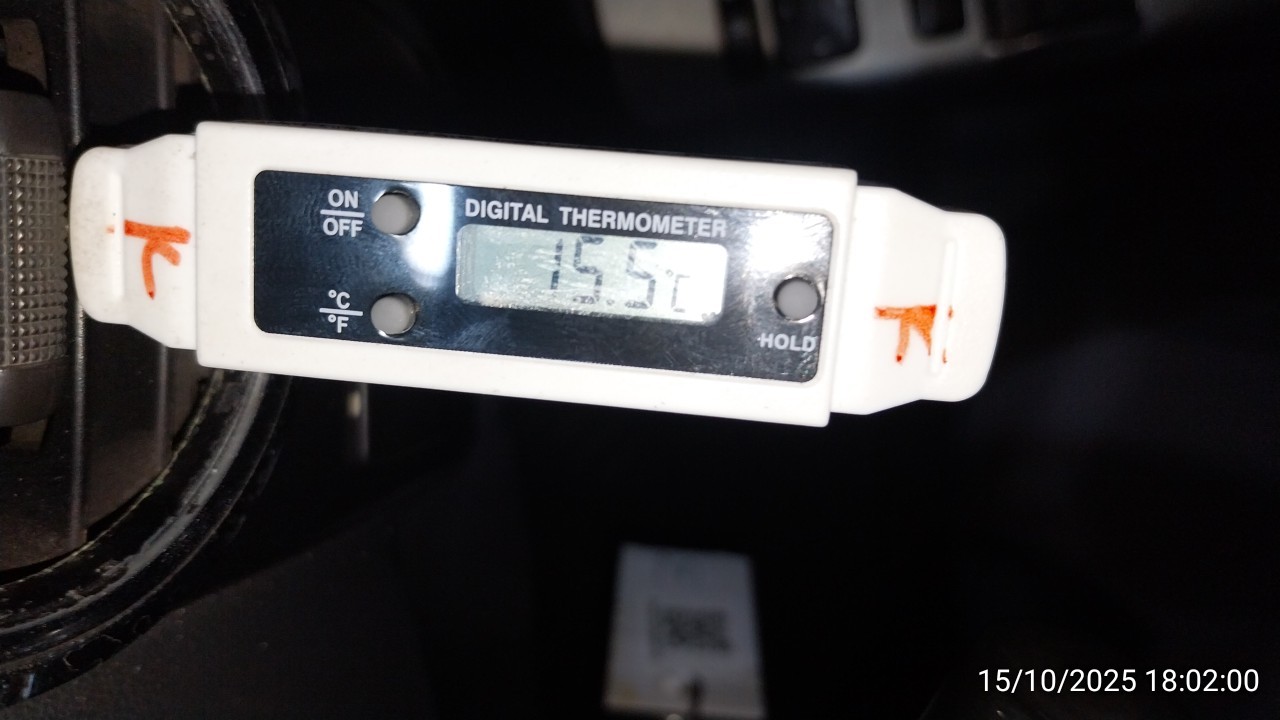 ON
OFF
°C
°F
DIGITAL THERMOMETER
15.5°C
HOLD
K
K
15/10/2025 18:02:00